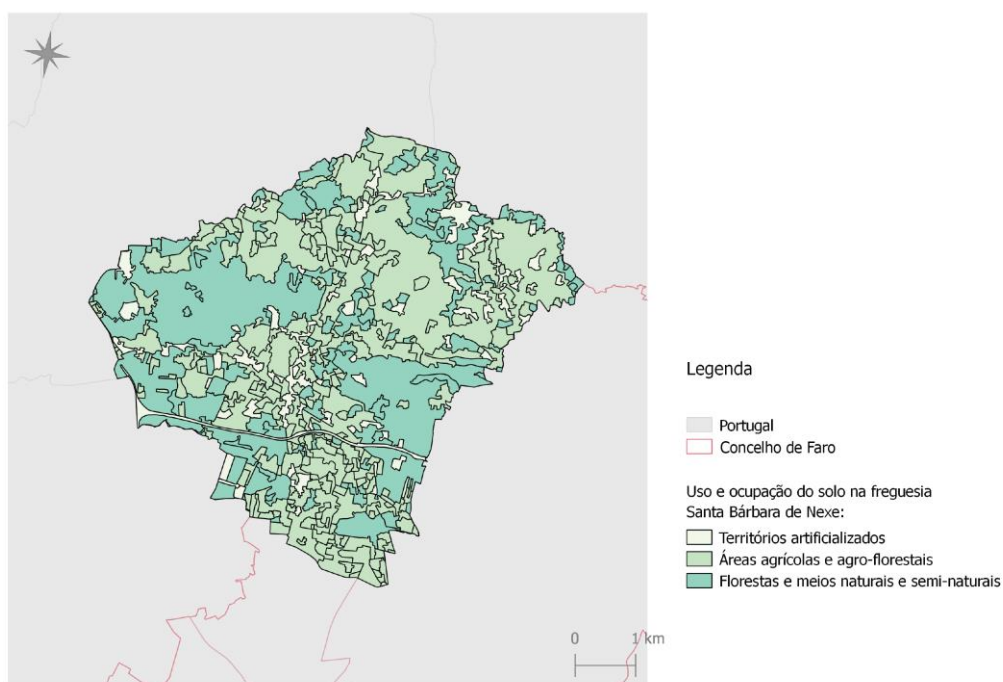 Legenda
Portugal
Concelho de Faro
Uso e ocupação do solo na freguesia
Santa Bárbara de Nexe:
Territórios artificializados
Áreas agrícolas e agro-florestais
Florestas e meios naturais e semi-naturais
0 1 km